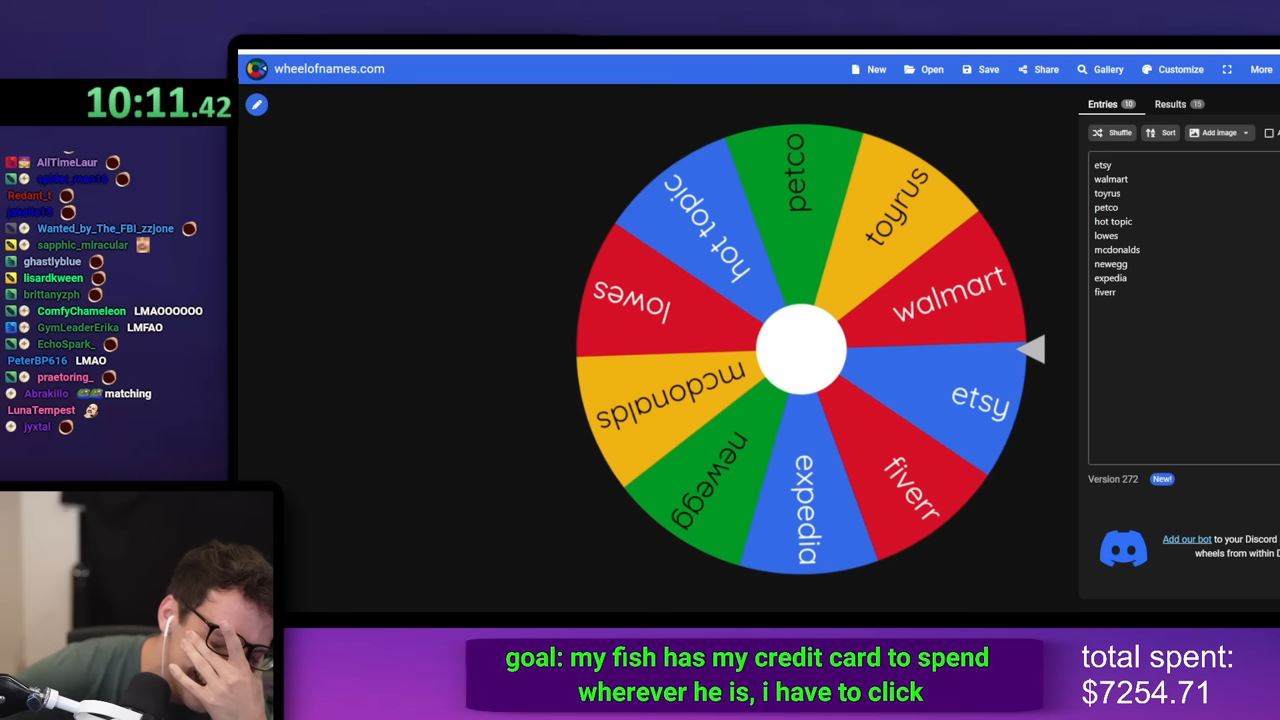 wheelofnames.com
New
Open
Save
Share
Gallery
Customize
More
10:11.42
AllTimeLaur
spider_man16
Redant_t
Wanted_by_The_FBI_zzjone
sapphic_miracular
ghastlyblue
lisardkween
brittanyzph
ComfyChameleon LMAOOOOOO
GymLeaderErika LMFAO
EchoSpark_
PeterBP616 LMAO
praetoring_
Abrakillo matching
LunaTempest
jyxtal
petco
toyrus
walmart
etsy
fiverr
expedia
newegg
mcdonalds
lowes
hot topic
Entries 10
Results 15
Shuffle
Sort
Add image
etsy
walmart
toyrus
petco
hot topic
lowes
mcdonalds
newegg
expedia
fiverr
Version 272 New!
Add our bot to your Discord
wheels from within
goal: my fish has my credit card to spend
wherever he is, i have to click
total spent:
$7254.71